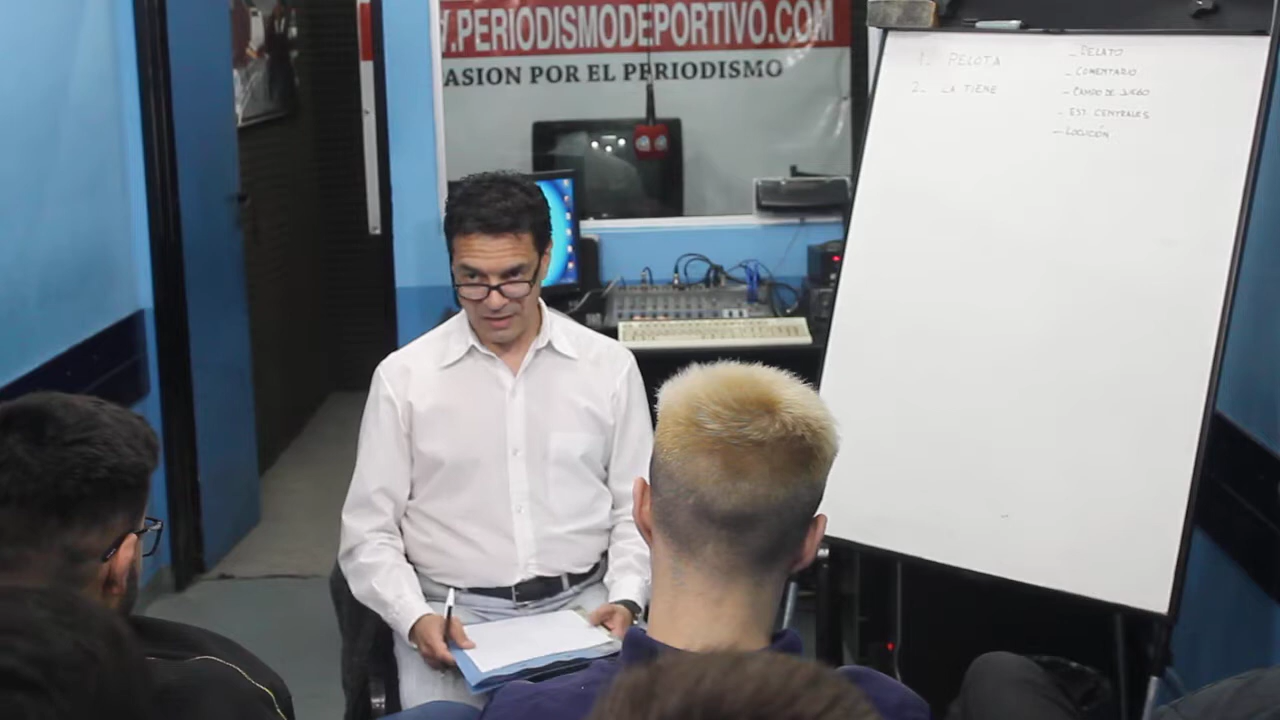 .PERIODISMODEPORTIVO.COM
ASION POR EL PERIODISMO
1. PELOTA
2- LA TIENE
- RELATO
- COMENTARIO
- CAMPO DE JUEGO
- EST. CENTRALES
- LOCUCIÓN